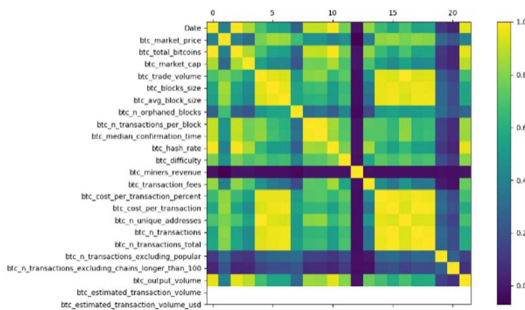 0 5 10 15 20
Date
btc_market_price
btc_total_bitcoins
btc_market_cap
btc_trade_volume
btc_blocks_size
btc_avg_block_size
btc_n_orphaned_blocks
btc_n_transactions_per_block
btc_median_confirmation_time
btc_hash_rate
btc_difficulty
btc_miners_revenue
btc_transaction_fees
btc_cost_per_transaction_percent
btc_cost_per_transaction
btc_n_unique_addresses
btc_n_transactions
btc_n_transactions_total
btc_n_transactions_excluding_popular
btc_n_transactions_excluding_chains_longer_than_100
btc_output_volume
btc_estimated_transaction_volume
btc_estimated_transaction_volume_usd
1.0
0.8
0.6
0.4
0.2
0.0